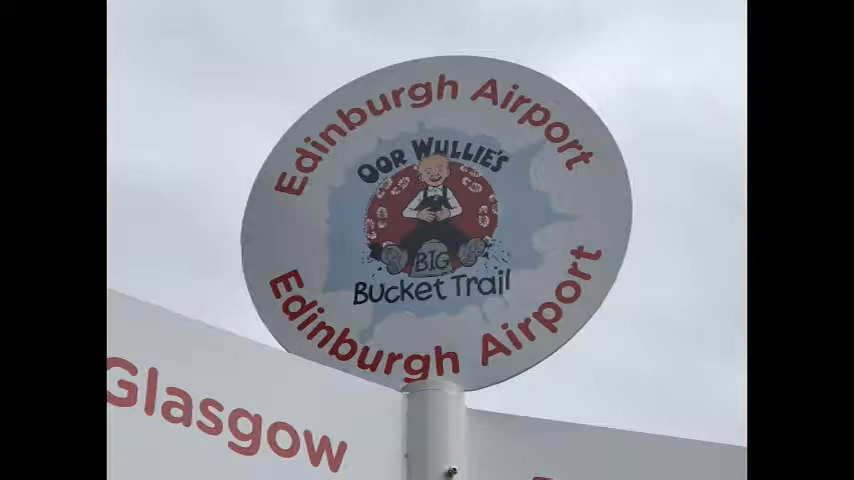 Edinburgh Airport
OOR WULLIE'S
BIG
BUCKET TRAIL
Edinburgh Airport
Glasgow